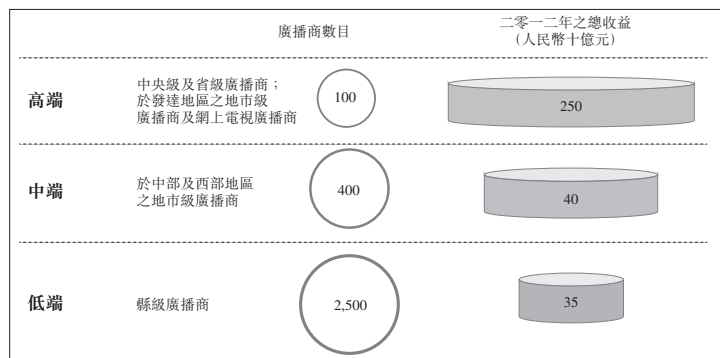 廣播商數目
二零一二年之總收益
（人民幣十億元）
高端
中央級及省級廣播商；
於發達地區之地市級
廣播商及網上電視廣播商
100
250
中端
於中部及西部地區
之地市級廣播商
400
40
低端
縣級廣播商
2,500
35